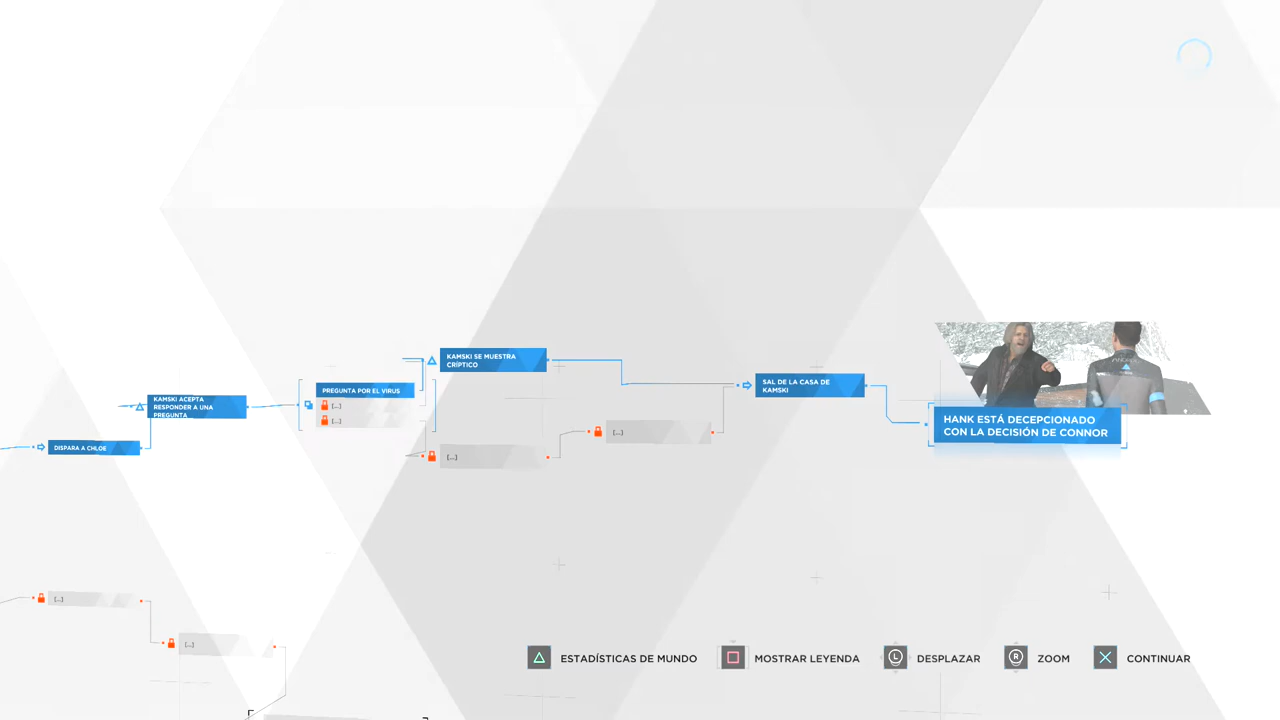 KAMSKI SE MUESTRA
CRÍPTICO
SAL DE LA CASA DE
KAMSKI
PREGUNTA POR EL VIRUS
[...]
[...]
KAMSKI ACEPTA
RESPONDER A UNA
PREGUNTA
DISPARA A CHLOE
[...]
[...]
HANK ESTÁ DECEPCIONADO
CON LA DECISIÓN DE CONNOR
[...]
[...]
ESTADÍSTICAS DE MUNDO
MOSTRAR LEYENDA
L
DESPLAZAR
R
ZOOM
CONTINUAR